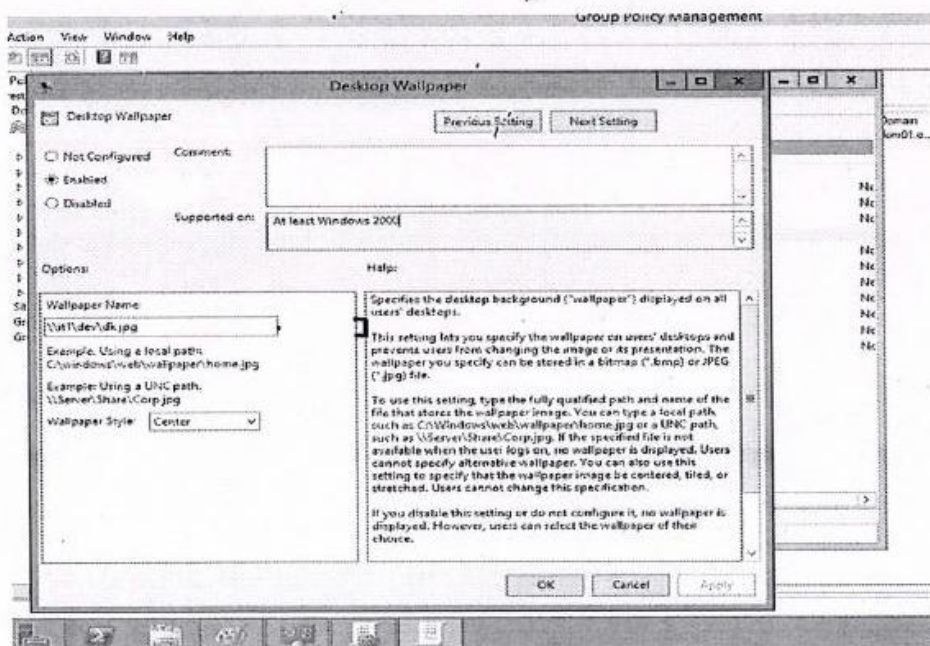 Group Policy Management
Action View Window Help
Desktop Wallpaper
Desktop Wallpaper
Previous Setting
Next Setting
Not Configured
Enabled
Disabled
Comment:
Supported on:
At least Windows 2000
Options:
Help:
Wallpaper Name:
Example: Using a local path:
C:\windows\web\wallpaper\home.jpg
Example: Using a UNC path:
\\Server\Share\Corp.jpg
Wallpaper Style:
Center
Specifies the desktop background ("wallpaper") displayed on all
users' desktops.
This setting lets you specify the wallpaper on users' desktops and
prevents users from changing the image or its presentation. The
wallpaper you specify can be stored in a bitmap (*.bmp) or JPEG
(*.jpg) file.
To use this setting, type the fully qualified path and name of the
file that stores the wallpaper image. You can type a local path,
such as C:\Windows\web\wallpaper\home.jpg or a UNC path,
such as \\Server\Share\Corp.jpg. If the specified file is not
available when the user logs on, no wallpaper is displayed. Users
cannot specify alternative wallpaper. You can also use this
setting to specify that the wallpaper image be centered, tiled, or
stretched. Users cannot change this specification.
If you disable this setting or do not configure it, no wallpaper is
displayed. However, users can select the wallpaper of their
choice.
OK
Cancel
Apply